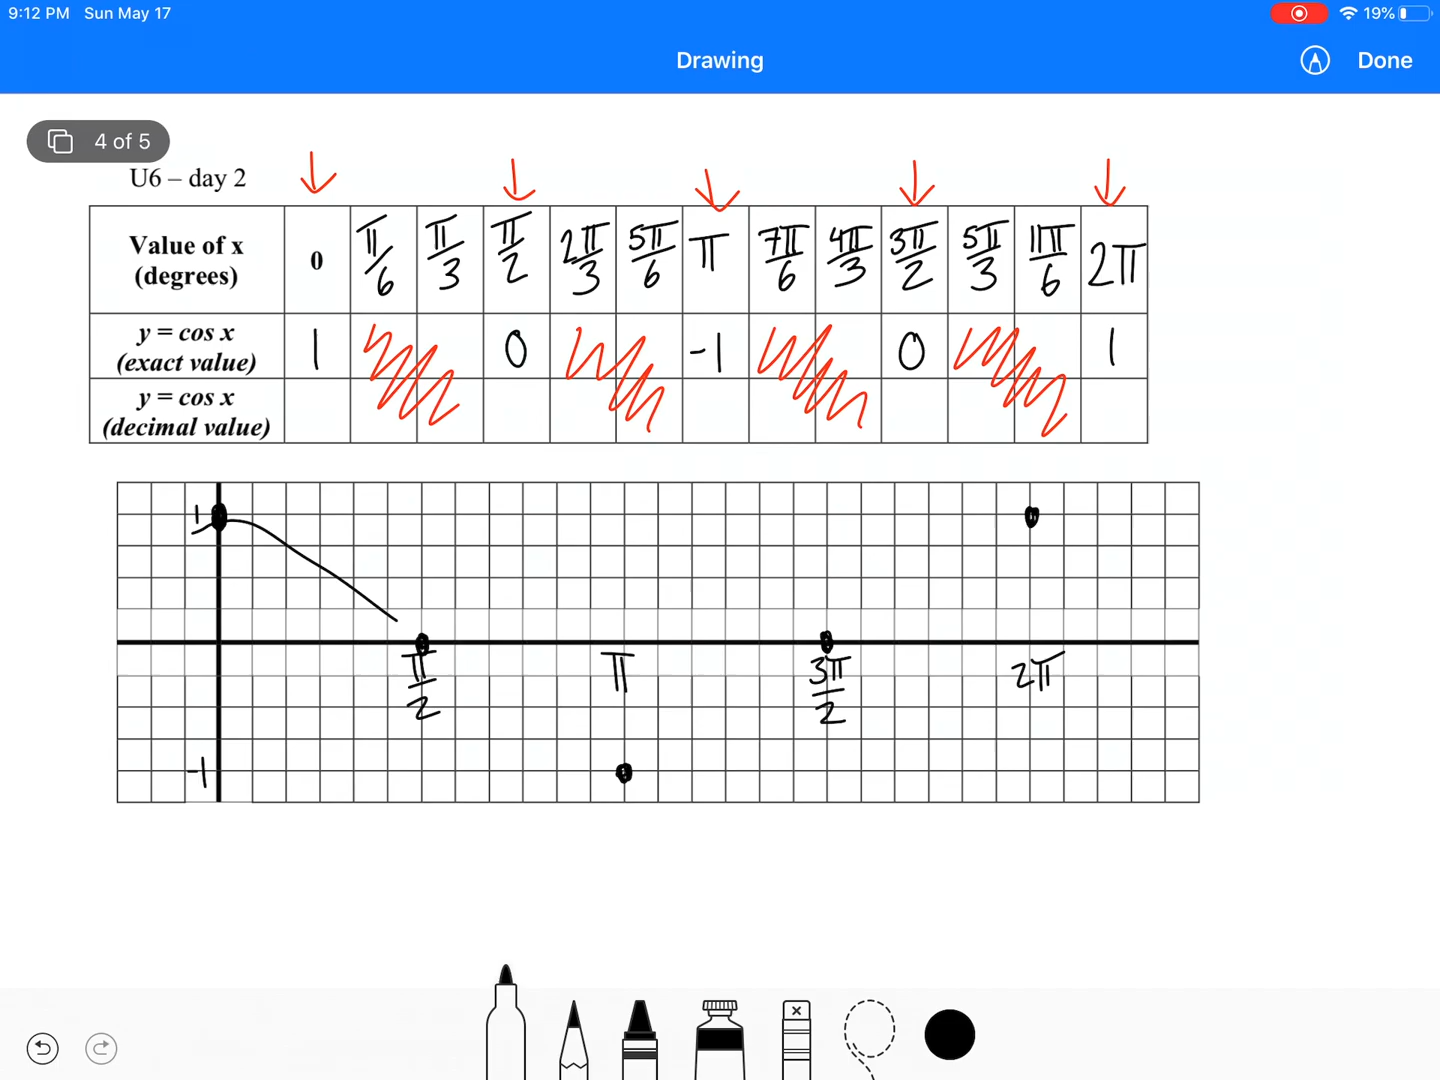 9:12 PM Sun May 17 19%
Drawing Done
4 of 5
U6 – day 2
Value of x (degrees) 0 π/6 π/3 π/2 2π/3 5π/6 π 7π/6 4π/3 3π/2 5π/3 11π/6 2π
y = cos x (exact value) 1 0 -1 0 1
y = cos x (decimal value)
1
π/2 π 3π/2 2π
-1